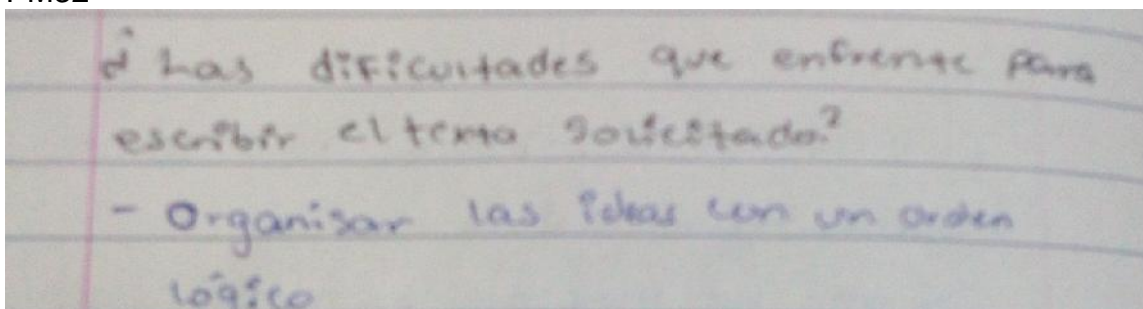 ¿ Las dificultades que enfrente para
escribir el tema solicitado?
- Organisar las ideas con un orden
lógico